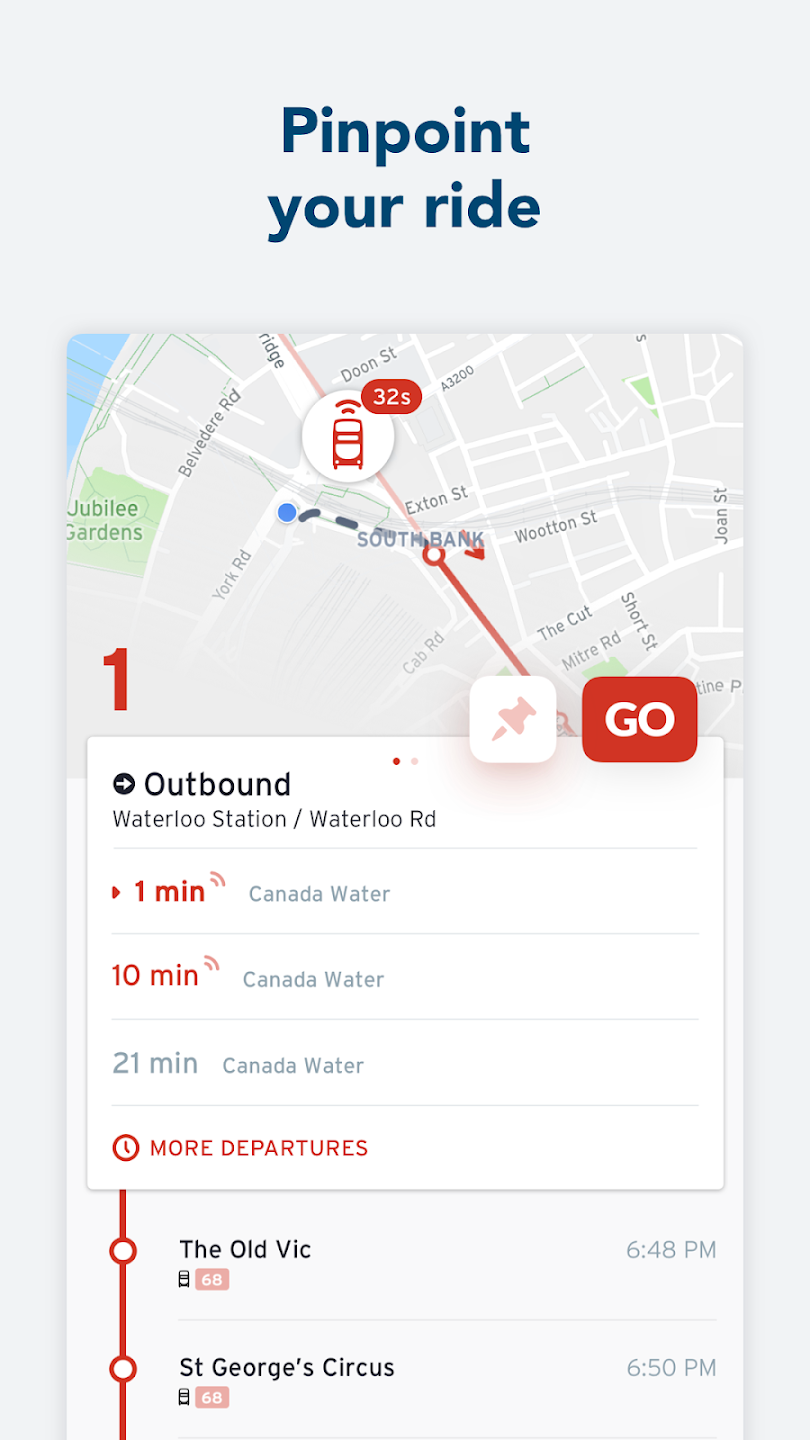 Pinpoint
your ride
Doon St
A3200
32s
Belvedere Rd
Exton St
Jubilee
Gardens
Joan St
Wootton St
SOUTH BANK
York Rd
The Cut
Short St
Cab Rd
Mitre Rd
1
GO
Outbound
Waterloo Station / Waterloo Rd
1 min
Canada Water
10 min
Canada Water
21 min
Canada Water
MORE DEPARTURES
The Old Vic
6:48 PM
68
St George's Circus
6:50 PM
68